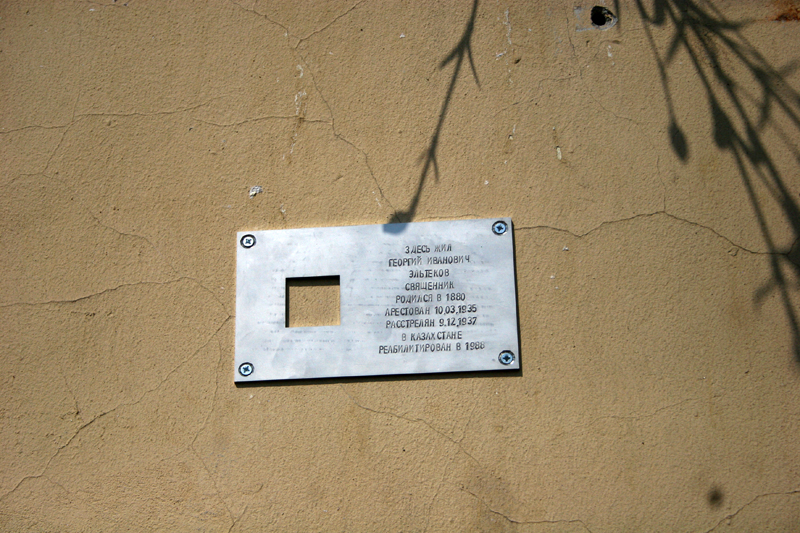 ЗДЕСЬ ЖИЛ
ГЕОРГИЙ ИВАНОВИЧ
ЭЛЬТЕКОВ
СВЯЩЕННИК
РОДИЛСЯ В 1880
АРЕСТОВАН 10.03.1935
РАССТРЕЛЯН 9.12.1937
В КАЗАХСТАНЕ
РЕАБИЛИТИРОВАН В 1988